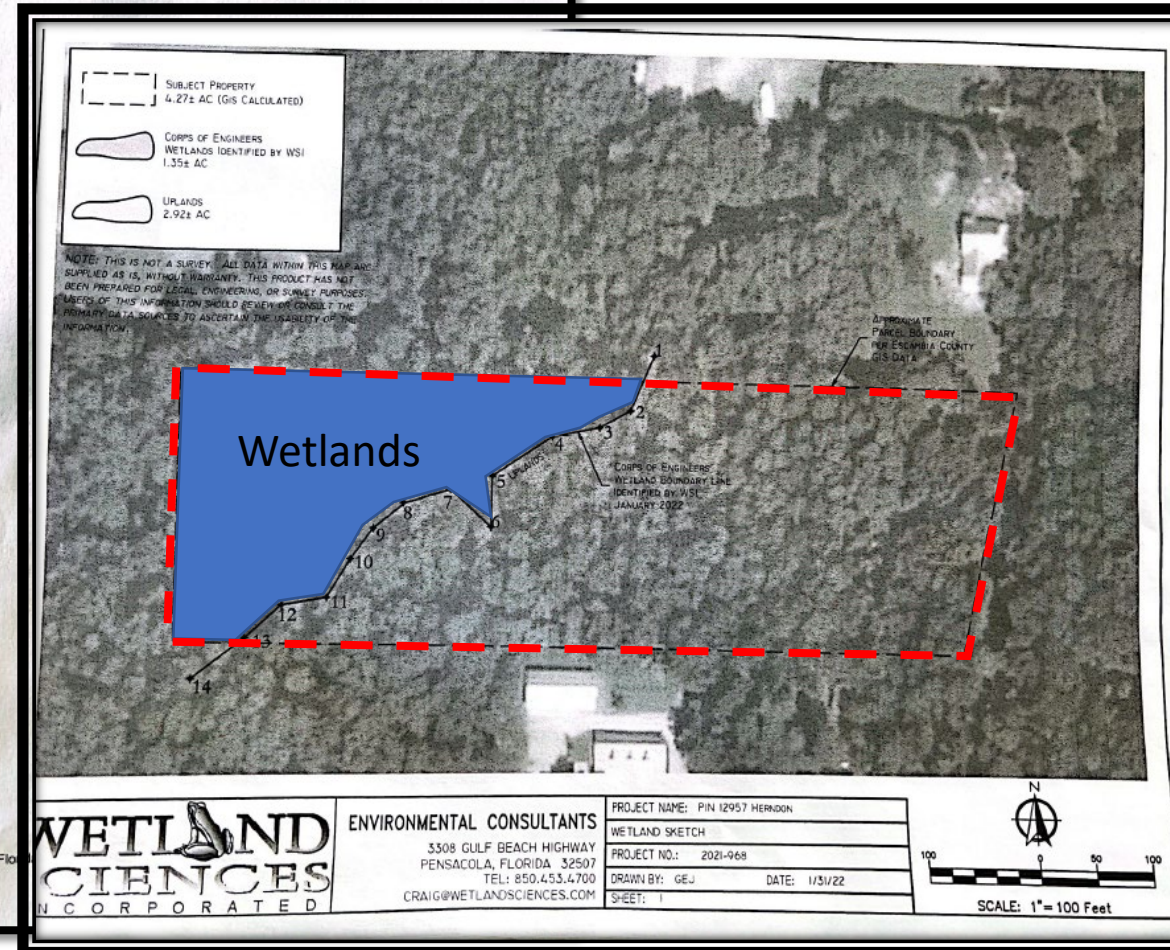 SUBJECT PROPERTY
4.27± AC (GIS CALCULATED)
CORPS OF ENGINEERS
WETLANDS IDENTIFIED BY WSI
1.35± AC
UPLANDS
2.92± AC
NOTE: THIS IS NOT A SURVEY. ALL DATA WITHIN THIS MAP ARE
SUPPLIED AS IS, WITHOUT WARRANTY. THIS PRODUCT HAS NOT
BEEN PREPARED FOR LEGAL, ENGINEERING, OR SURVEY PURPOSES.
USERS OF THIS INFORMATION SHOULD REVIEW OR CONSULT THE
PRIMARY DATA SOURCES TO ASCERTAIN THE USABILITY OF THE
INFORMATION.
APPROXIMATE
PARCEL BOUNDARY
PER ESCAMBIA COUNTY
GIS DATA
1
2
3
4
5
6
7
8
9
10
11
12
13
14
Wetlands
UPLANDS
CORPS OF ENGINEERS
WETLAND BOUNDARY LINE
IDENTIFIED BY WSI
JANUARY 2022
WETLAND
SCIENCES
INCORPORATED
ENVIRONMENTAL CONSULTANTS
3308 GULF BEACH HIGHWAY
PENSACOLA, FLORIDA 32507
TEL: 850.453.4700
CRAIG@WETLANDSCIENCES.COM
PROJECT NAME: PIN 12957 HERNDON
WETLAND SKETCH
PROJECT NO.: 2021-968
DRAWN BY: GEJ DATE: 1/31/22
SHEET: 1
N
100 0 50 100
SCALE: 1"=100 Feet